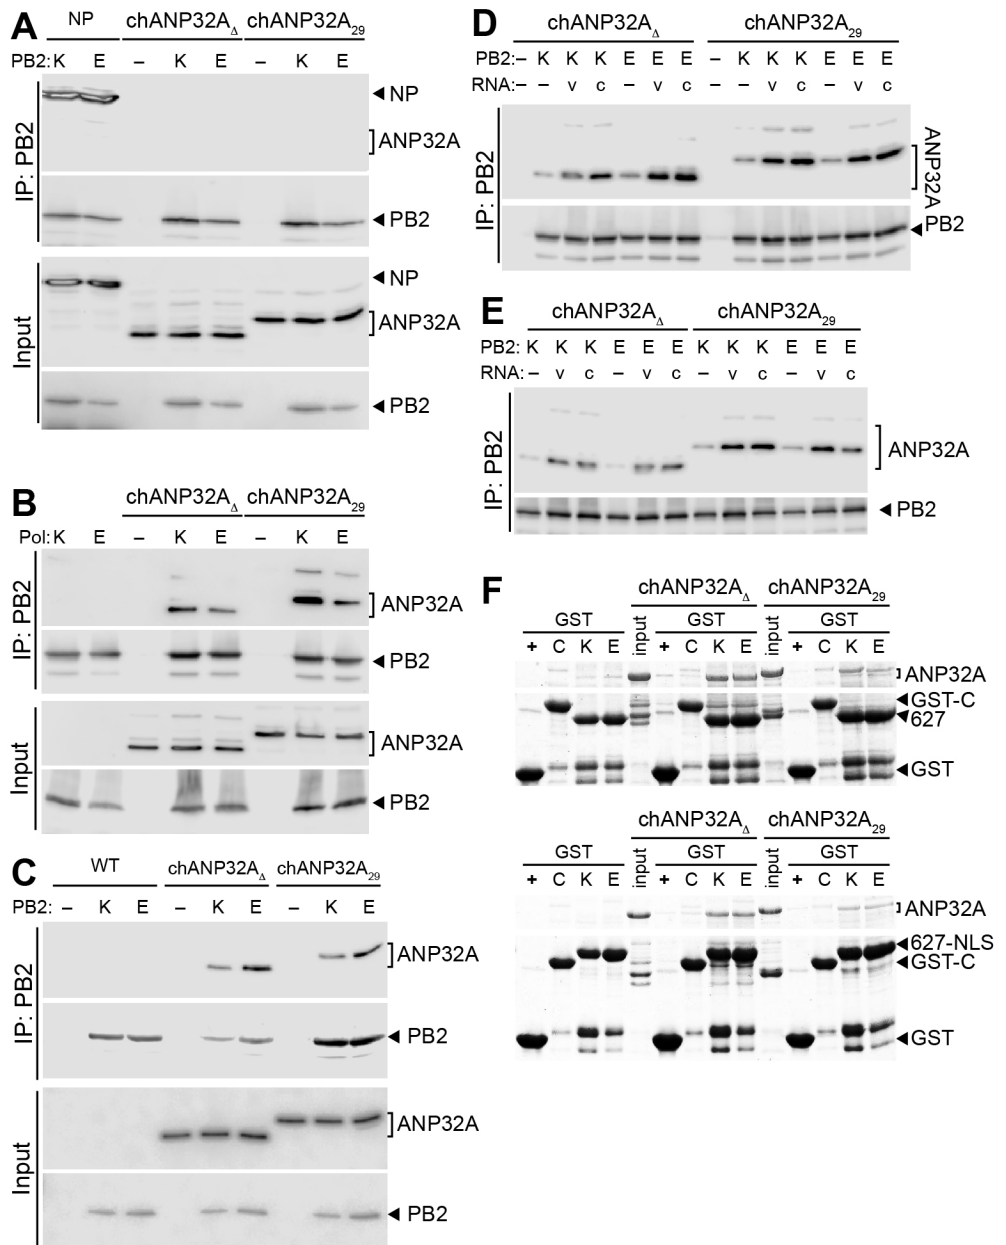 A
NP chANP32AΔ chANP32A29
PB2: K E – K E – K E
IP: PB2
NP
ANP32A
PB2
Input
NP
ANP32A
PB2
B
chANP32AΔ chANP32A29
Pol: K E – K E – K E
IP: PB2
ANP32A
PB2
Input
ANP32A
PB2
C
WT chANP32AΔ chANP32A29
PB2: – K E – K E – K E
IP: PB2
ANP32A
PB2
Input
ANP32A
PB2
D
chANP32AΔ chANP32A29
PB2: – K K K E E E – K K K E E E
RNA: – – v c – v c – – v c – v c
IP: PB2
ANP32A
PB2
E
chANP32AΔ chANP32A29
PB2: K K K E E E K K K E E E
RNA: – v c – v c – v c – v c
IP: PB2
ANP32A
PB2
F
chANP32AΔ chANP32A29
GST input GST input GST
+ C K E + C K E + C K E
ANP32A
GST-C
627
GST
chANP32AΔ chANP32A29
GST input GST input GST
+ C K E + C K E + C K E
ANP32A
627-NLS
GST-C
GST